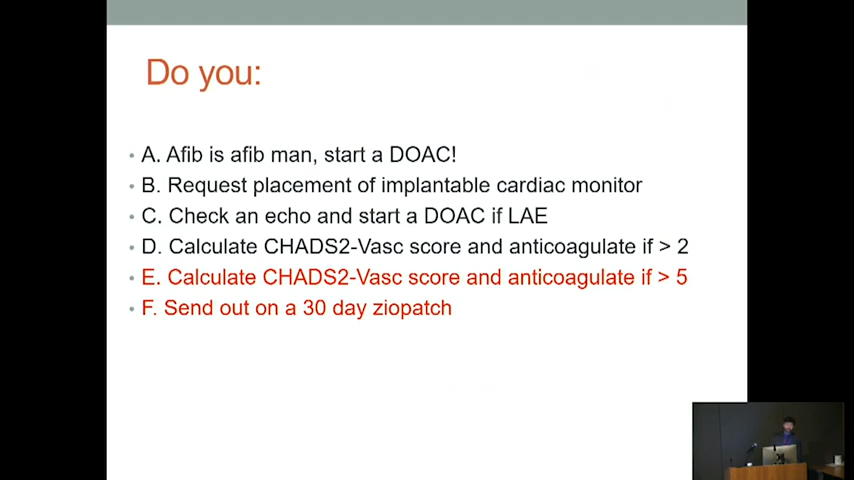 Do you:
• A. Afib is afib man, start a DOAC!
• B. Request placement of implantable cardiac monitor
• C. Check an echo and start a DOAC if LAE
• D. Calculate CHADS2-Vasc score and anticoagulate if > 2
• E. Calculate CHADS2-Vasc score and anticoagulate if > 5
• F. Send out on a 30 day ziopatch